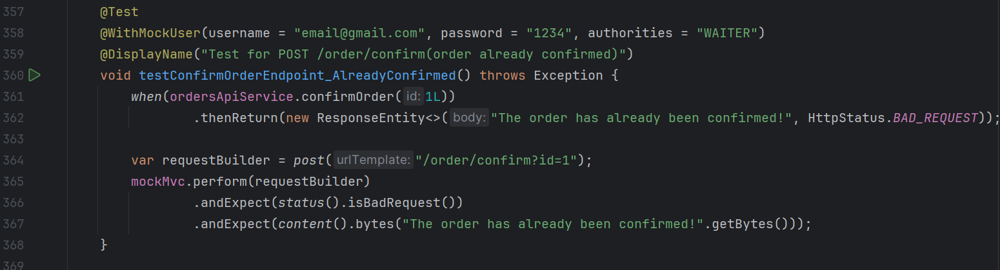 357 @Test
358 @WithMockUser(username = "email@gmail.com", password = "1234", authorities = "WAITER")
359 @DisplayName("Test for POST /order/confirm(order already confirmed)")
360 void testConfirmOrderEndpoint_AlreadyConfirmed() throws Exception {
361 when(ordersApiService.confirmOrder( id: 1L))
362 .thenReturn(new ResponseEntity<>( body: "The order has already been confirmed!", HttpStatus.BAD_REQUEST));
363
364 var requestBuilder = post( urlTemplate: "/order/confirm?id=1");
365 mockMvc.perform(requestBuilder)
366 .andExpect(status().isBadRequest())
367 .andExpect(content().bytes("The order has already been confirmed!".getBytes()));
368 }
369